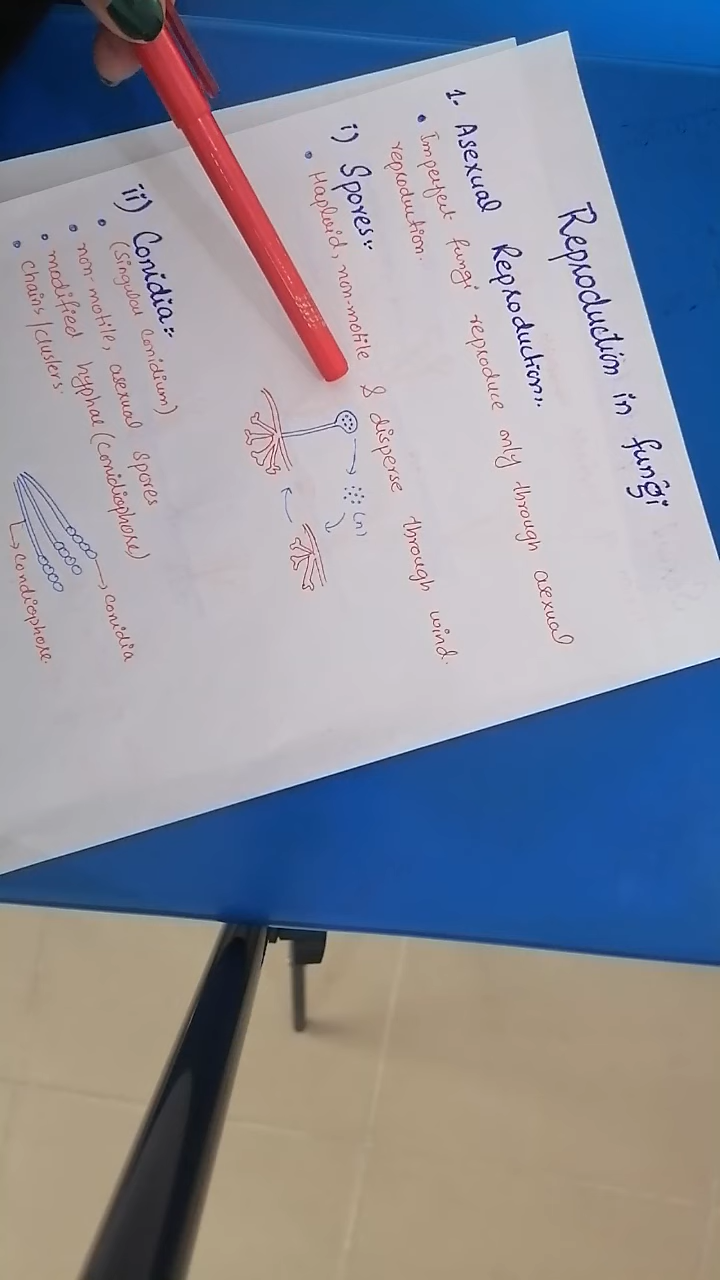 Reproduction in fungi
1- Asexual Reproduction:-
• Imperfect fungi reproduce only through asexual
reproduction.
i) Spores:-
• Haploid, non-motile & disperse through wind.
(n)
ii) Conidia:-
• (Singular conidium)
• non-motile, asexual spores
• modified hyphae (conidiophore)
• chains/clusters.
→ conidia
→ condiophore.